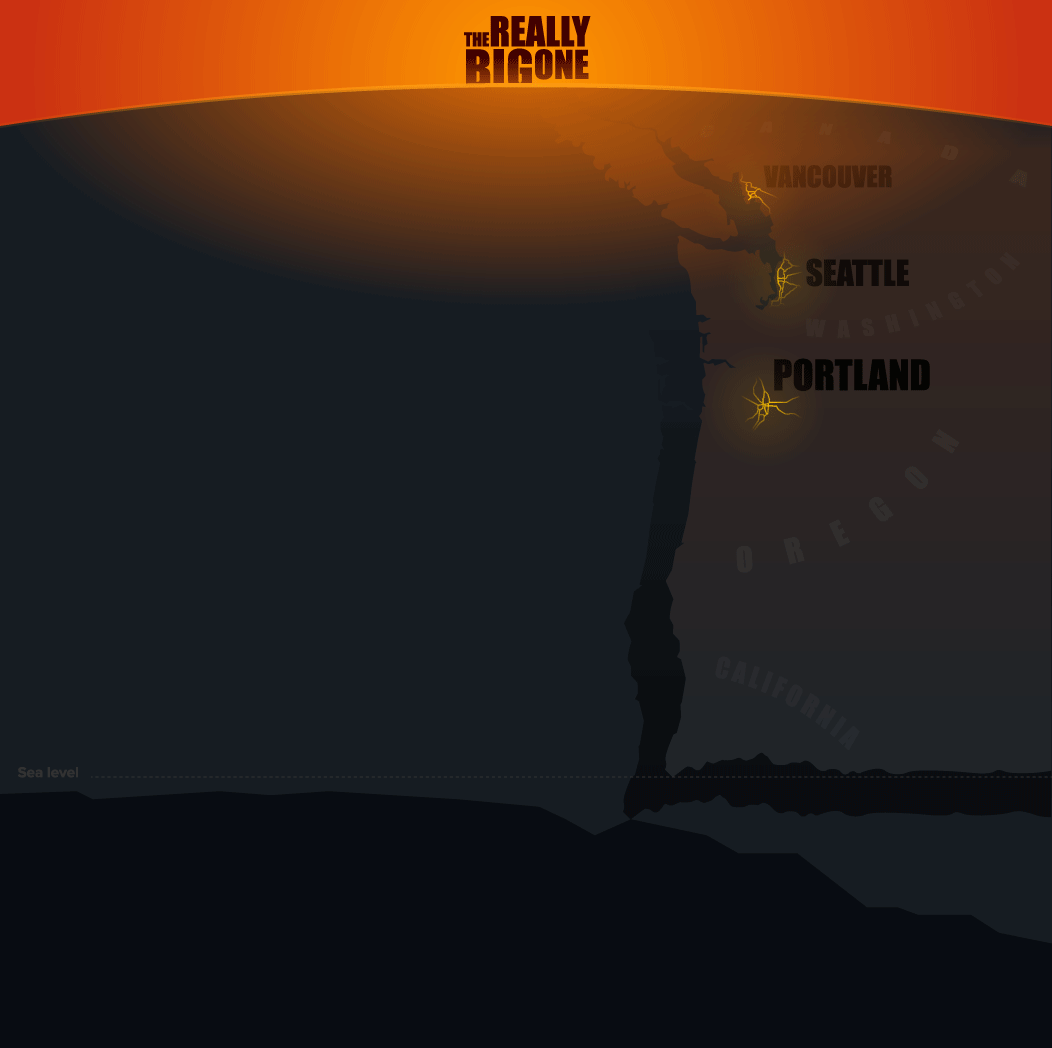 THE REALLY
BIG ONE
CANADA
VANCOUVER
SEATTLE
WASHINGTON
PORTLAND
OREGON
CALIFORNIA
Sea level